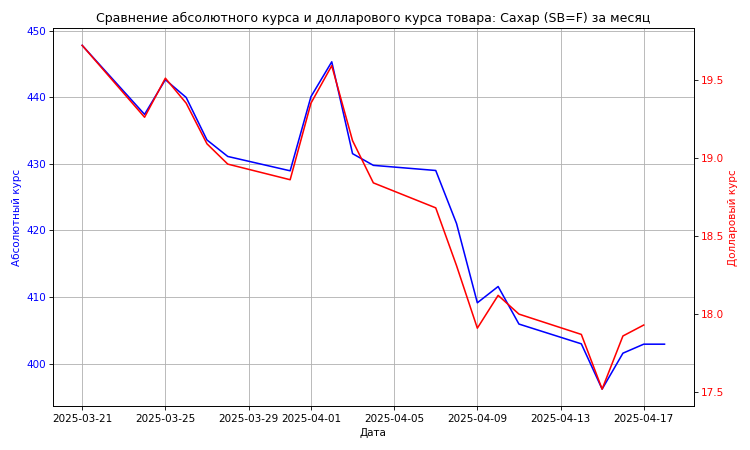 Сравнение абсолютного курса и долларового курса товара: Сахар (SB=F) за месяц
450
440
430
420
410
400
Абсолютный курс
19.5
19.0
18.5
18.0
17.5
Долларовый курс
2025-03-21 2025-03-25 2025-03-29 2025-04-01 2025-04-05 2025-04-09 2025-04-13 2025-04-17
Дата